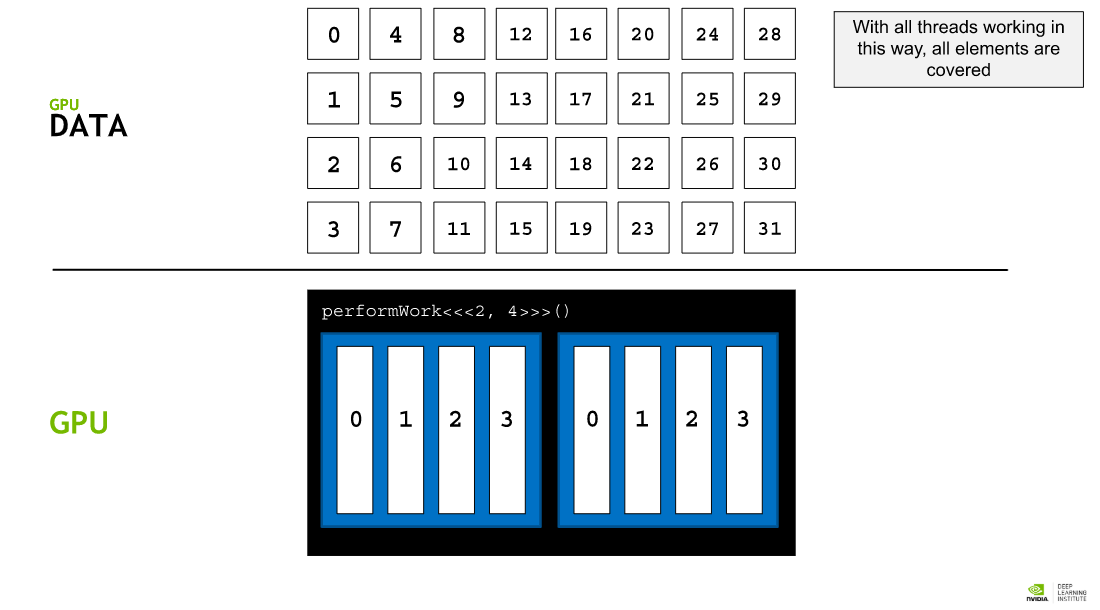 0 4 8 12 16 20 24 28
With all threads working in
this way, all elements are
covered
1 5 9 13 17 21 25 29
GPU
DATA
2 6 10 14 18 22 26 30
3 7 11 15 19 23 27 31
performWork<<<2, 4>>>()
GPU
0 1 2 3 0 1 2 3
NVIDIA.
DEEP
LEARNING
INSTITUTE